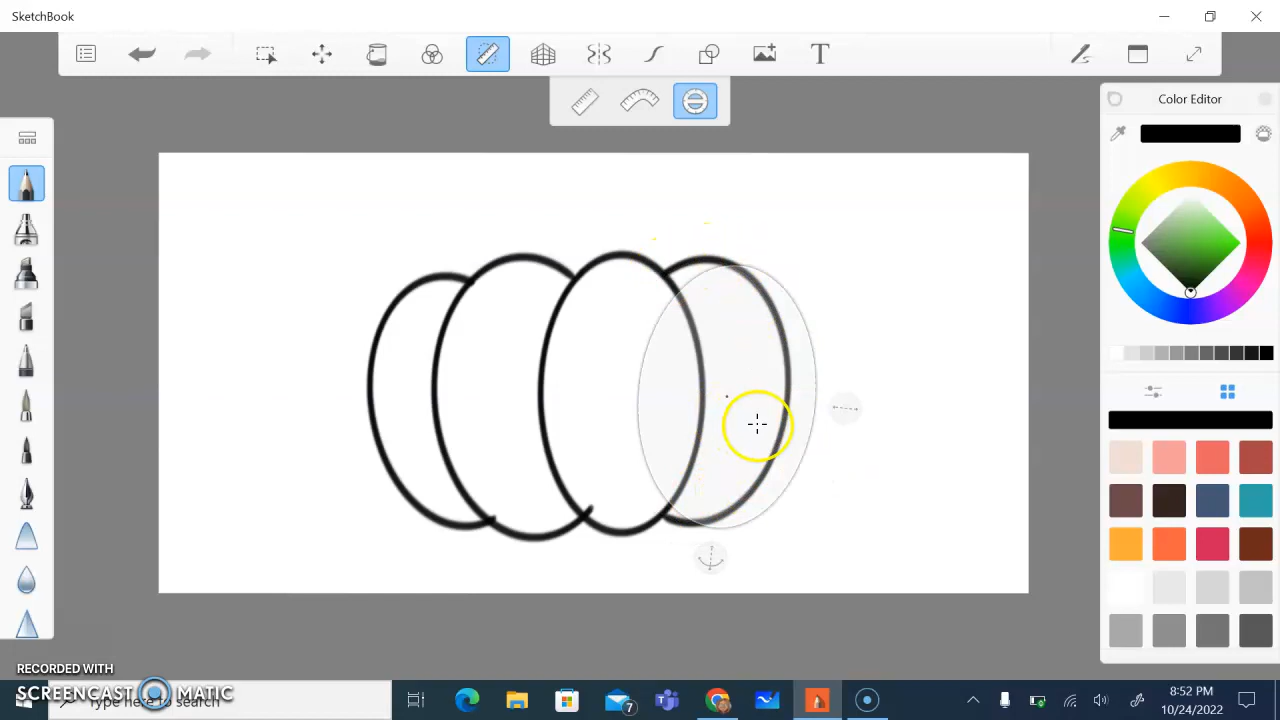 SketchBook
T
Color Editor
RECORDED WITH
SCREENCAST MATIC
Type here to search
7
8:52 PM
10/24/2022